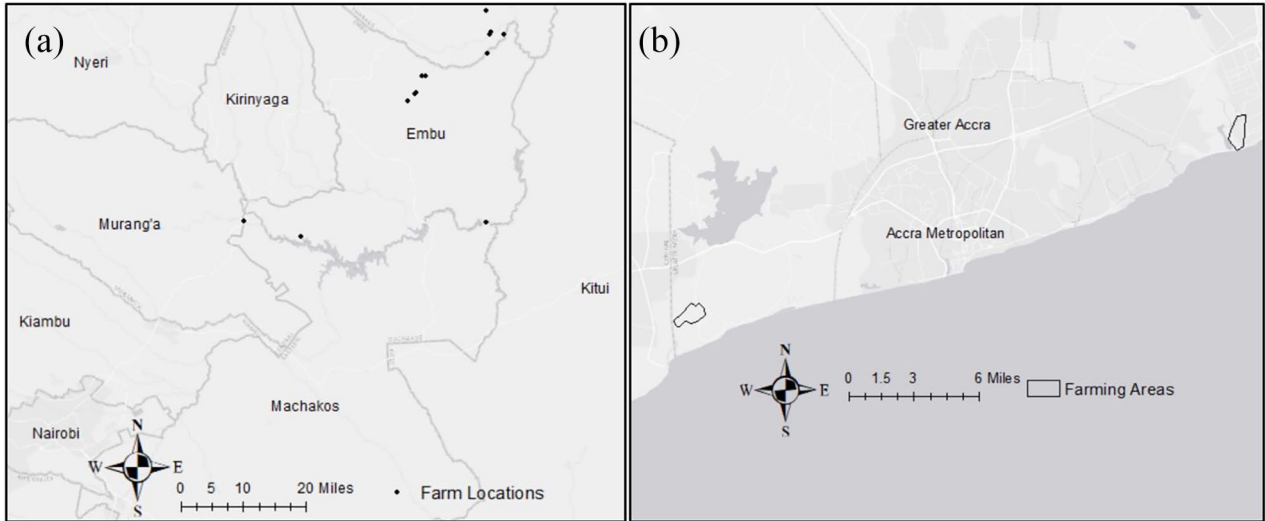 (a)
Nyeri
Kirinyaga
Embu
Murang'a
Kitui
Kiambu
Machakos
Nairobi
N
W E
S
0 5 10 20 Miles
Farm Locations
(b)
Greater Accra
Accra Metropolitan
N
W E
S
0 1.5 3 6 Miles
Farming Areas